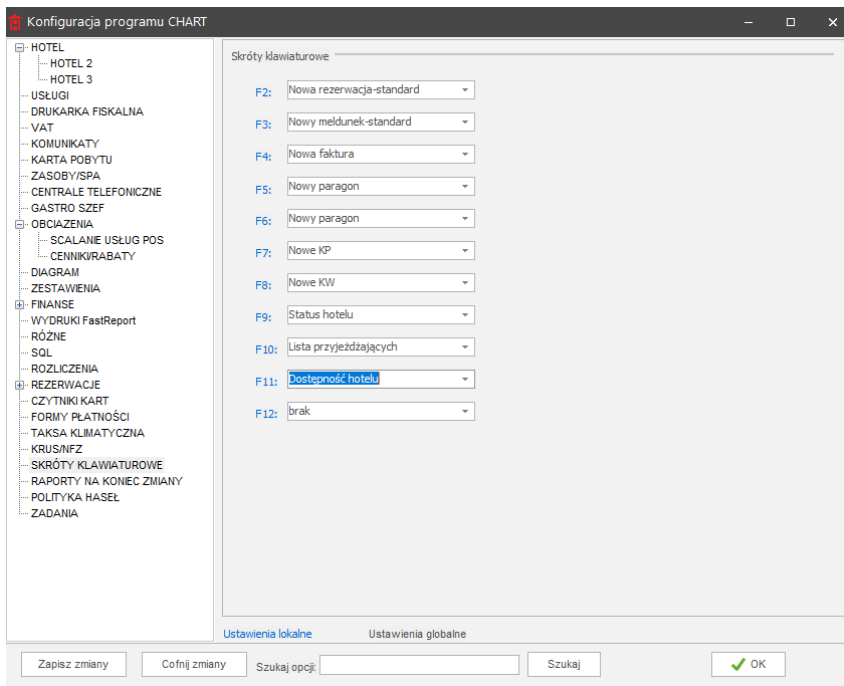 Konfiguracja programu CHART
HOTEL
HOTEL 2
HOTEL 3
USŁUGI
DRUKARKA FISKALNA
VAT
KOMUNIKATY
KARTA POBYTU
ZASOBY/SPA
CENTRALE TELEFONICZNE
GASTRO SZEF
OBCIAZENIA
SCALANIE USŁUG POS
CENNIKI/RABATY
DIAGRAM
ZESTAWIENIA
FINANSE
WYDRUKI FastReport
RÓŻNE
SQL
ROZLICZENIA
REZERWACJE
CZYTNIKI KART
FORMY PŁATNOŚCI
TAKSA KLIMATYCZNA
KRUS/NFZ
SKRÓTY KLAWIATUROWE
RAPORTY NA KONIEC ZMIANY
POLITYKA HASEŁ
ZADANIA
Skróty klawiaturowe
F2: Nowa rezerwacja-standard
F3: Nowy meldunek-standard
F4: Nowa faktura
F5: Nowy paragon
F6: Nowy paragon
F7: Nowe KP
F8: Nowe KW
F9: Status hotelu
F10: Lista przyjeżdżających
F11: Dostępność hotelu
F12: brak
Ustawienia lokalne Ustawienia globalne
Zapisz zmiany Cofnij zmiany Szukaj opcji: Szukaj OK